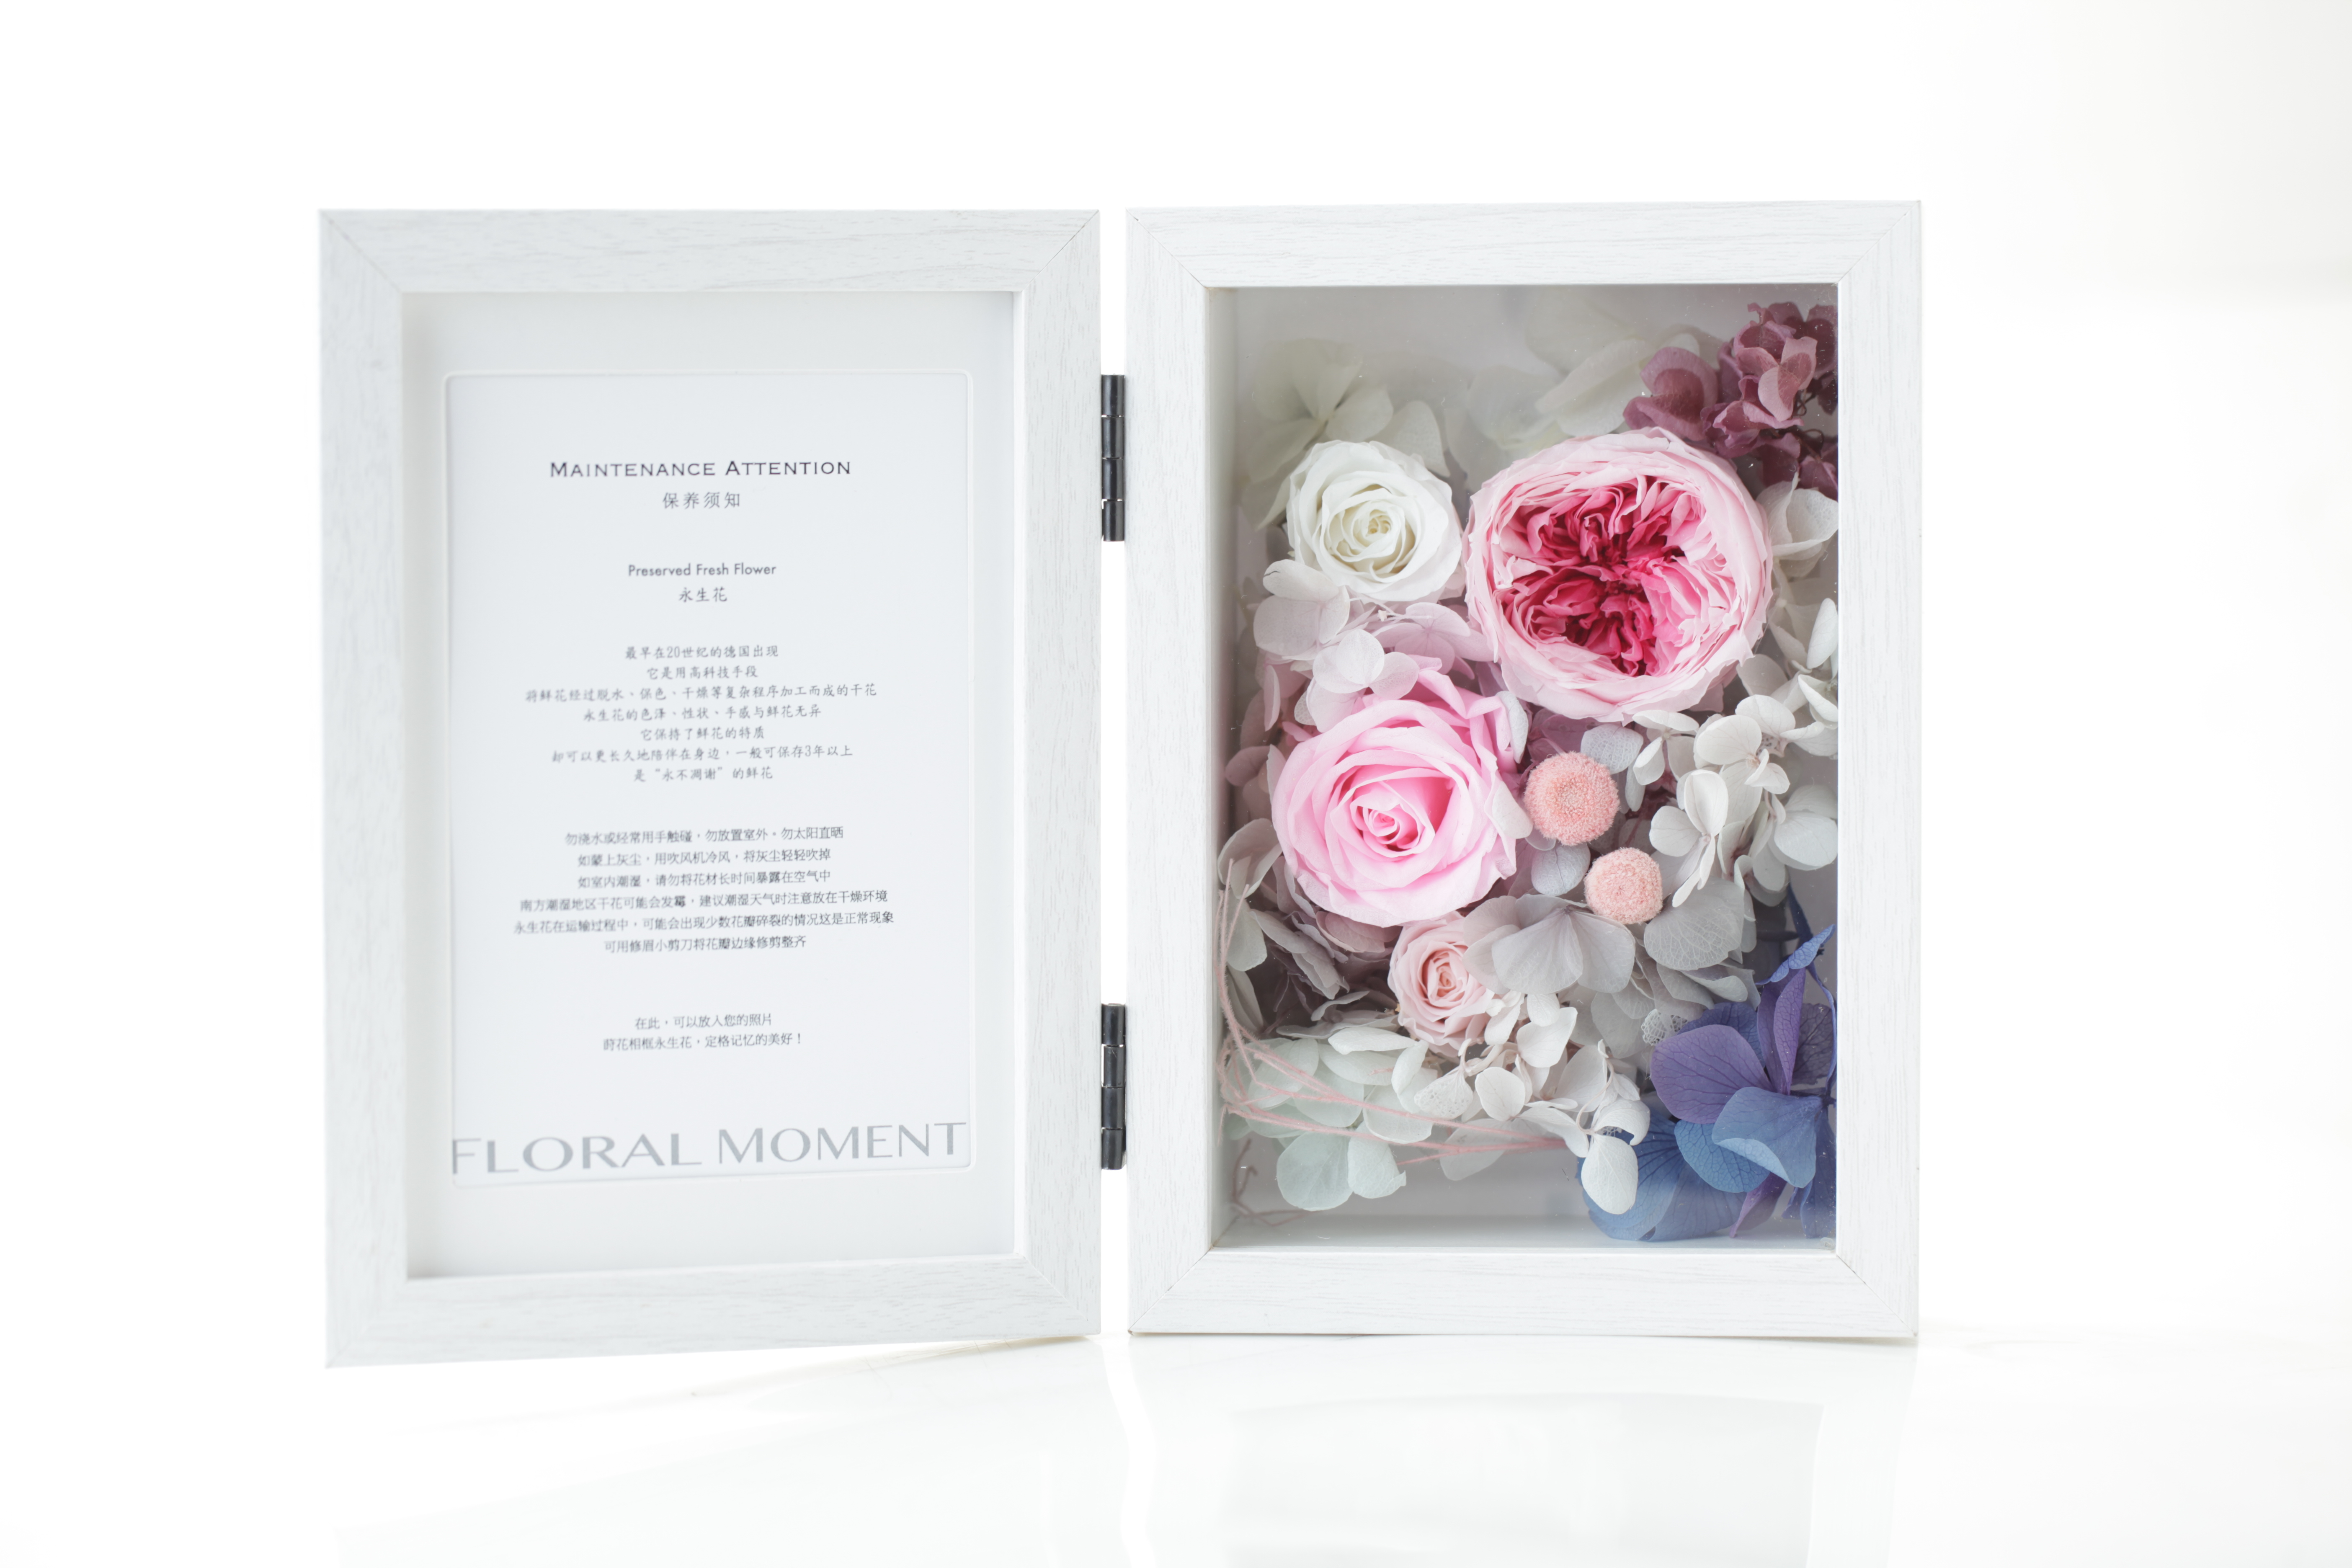 MAINTENANCE ATTENTION
保养须知
Preserved Fresh Flower
永生花
最早在20世纪的德国出现
它是用高科技手段
将鲜花经过脱水、保色、干燥等复杂程序加工而成的干花
永生花的色泽、性状、手感与鲜花无异
它保持了鲜花的特质
却可以更长久地陪伴在身边，一般可保存3年以上
是“永不凋谢”的鲜花
勿浇水或经常用手触碰，勿放置室外。勿太阳直晒
如蒙上灰尘，用吹风机冷风，将灰尘轻轻吹掉
如室内潮湿，请勿将花材长时间暴露在空气中
南方潮湿地区干花可能会发霉，建议潮湿天气时注意放在干燥环境
永生花在运输过程中，可能会出现少数花瓣碎裂的情况这是正常现象
可用修眉小剪刀将花瓣边缘修剪整齐
在此，可以放入您的照片
莳花相框永生花，定格记忆的美好！
FLORAL MOMENT